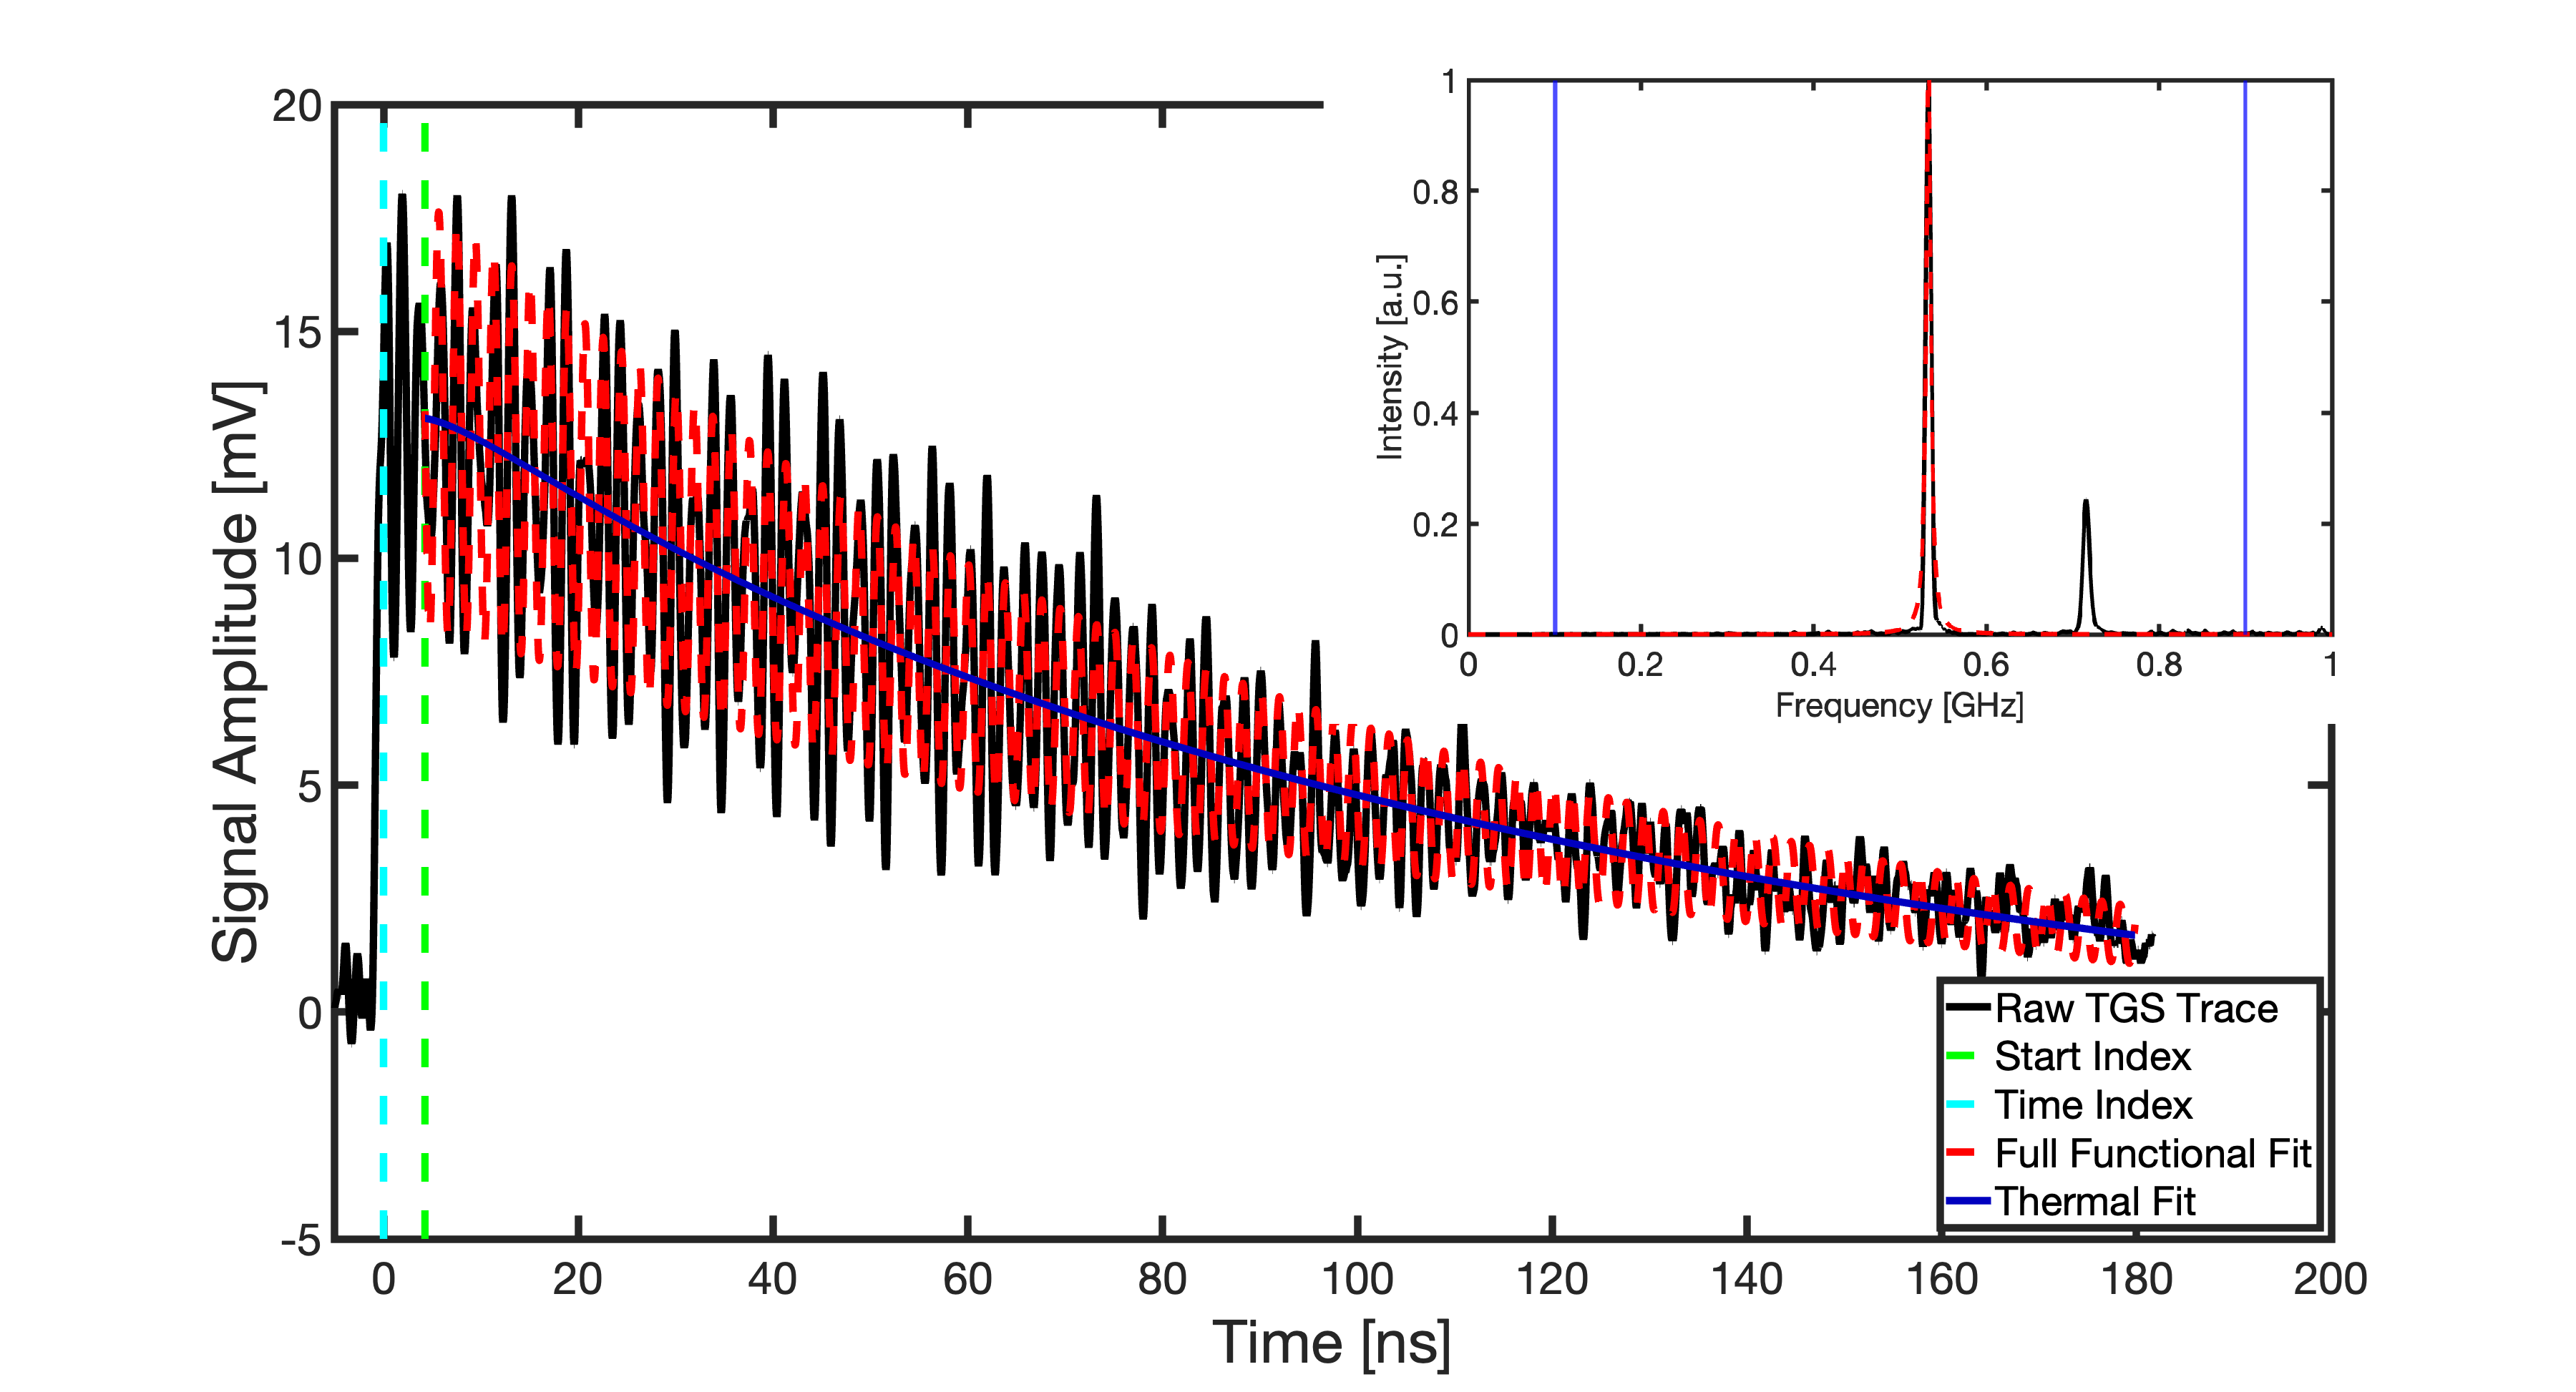 20
15
10
5
0
-5
Signal Amplitude [mV]
0 20 40 60 80 100 120 140 160 180 200
Time [ns]
1
0.8
0.6
0.4
0.2
0
Intensity [a.u.]
0 0.2 0.4 0.6 0.8 1
Frequency [GHz]
Raw TGS Trace
Start Index
Time Index
Full Functional Fit
Thermal Fit